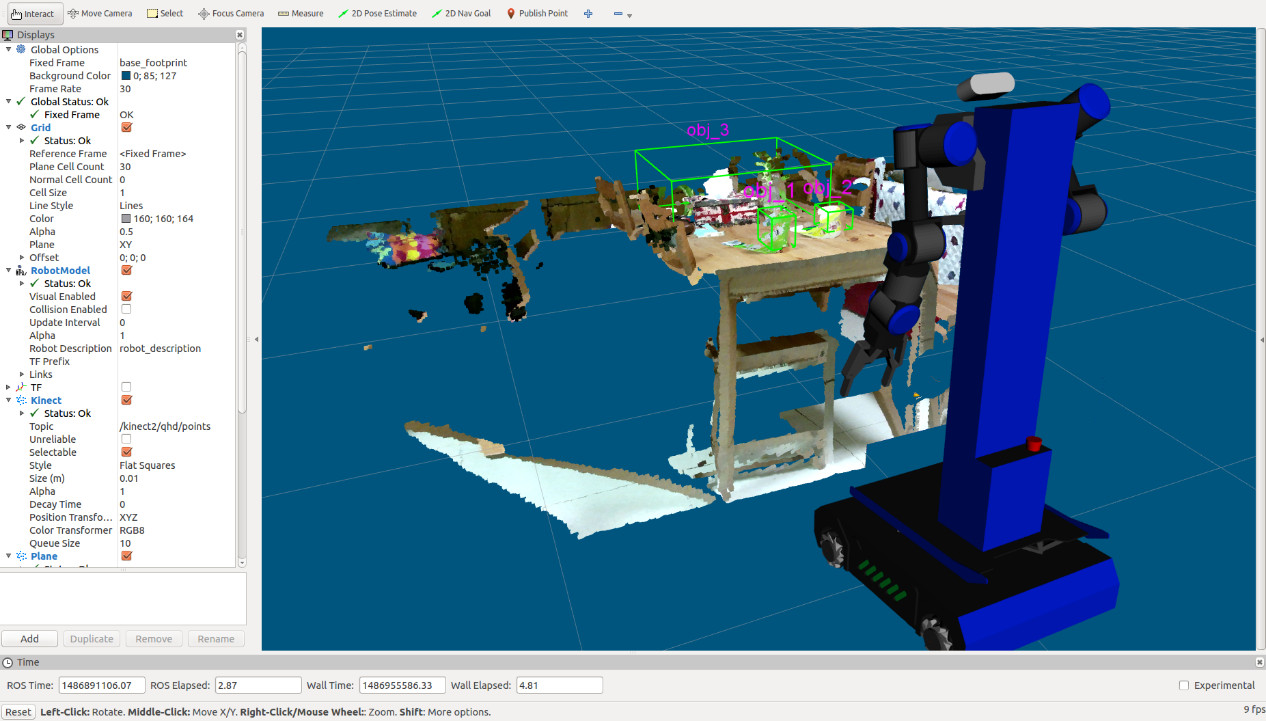 Interact Move Camera Select Focus Camera Measure 2D Pose Estimate 2D Nav Goal Publish Point
Displays
Global Options
Fixed Frame base_footprint
Background Color 0; 85; 127
Frame Rate 30
Global Status: Ok
Fixed Frame OK
Grid
Status: Ok
Reference Frame <Fixed Frame>
Plane Cell Count 30
Normal Cell Count 0
Cell Size 1
Line Style Lines
Color 160; 160; 164
Alpha 0.5
Plane XY
Offset 0; 0; 0
RobotModel
Status: Ok
Visual Enabled
Collision Enabled
Update Interval 0
Alpha 1
Robot Description robot_description
TF Prefix
Links
TF
Kinect
Status: Ok
Topic /kinect2/qhd/points
Unreliable
Selectable
Style Flat Squares
Size (m) 0.01
Alpha 1
Decay Time 0
Position Transfo... XYZ
Color Transformer RGB8
Queue Size 10
Plane
Add Duplicate Remove Rename
obj_3
obj_1 obj_2
Time
ROS Time: 1486891106.07 ROS Elapsed: 2.87 Wall Time: 1486955586.33 Wall Elapsed: 4.81 Experimental
Reset Left-Click: Rotate. Middle-Click: Move X/Y. Right-Click/Mouse Wheel:: Zoom. Shift: More options. 9 fps